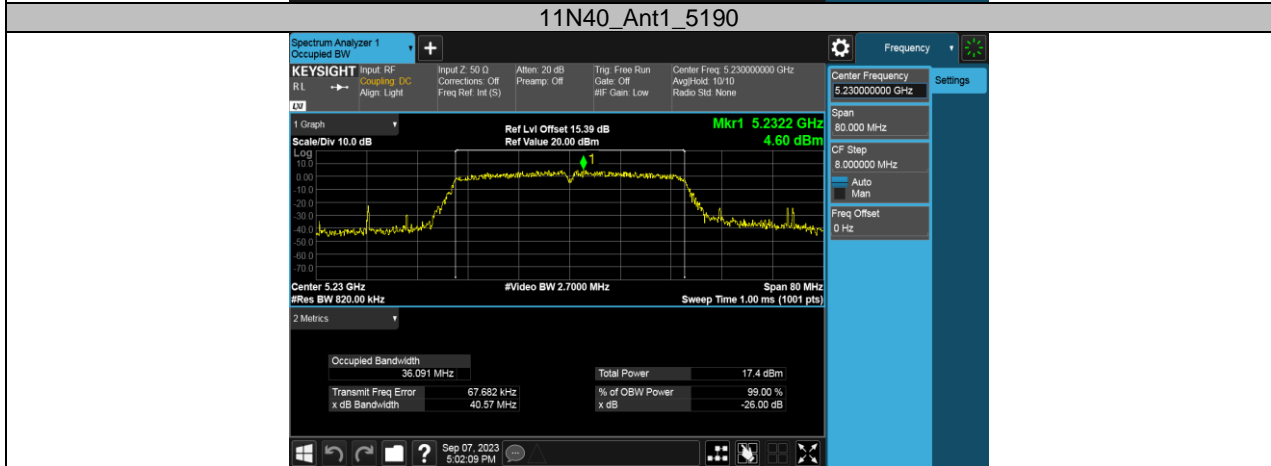 11N40_Ant1_5190
Spectrum Analyzer 1
Occupied BW
+
Frequency
KEYSIGHT
Input: RF
Input Z: 50 Ω
Atten: 20 dB
Trig: Free Run
Center Freq: 5.230000000 GHz
R L
Coupling: DC
Corrections: Off
Preamp: Off
Gate: Off
Avg|Hold: 10/10
Align: Light
Freq Ref: Int (S)
#IF Gain: Low
Radio Std: None
LXI
Center Frequency
5.230000000 GHz
Settings
Span
80.000 MHz
CF Step
8.000000 MHz
Auto
Man
Freq Offset
0 Hz
1 Graph
Ref Lvl Offset 15.39 dB
Mkr1 5.2322 GHz
Scale/Div 10.0 dB
Ref Value 20.00 dBm
4.60 dBm
Log
10.0
1
0.00
-10.0
-20.0
-30.0
-40.0
-50.0
-60.0
-70.0
Center 5.23 GHz
#Video BW 2.7000 MHz
Span 80 MHz
#Res BW 820.00 kHz
Sweep Time 1.00 ms (1001 pts)
2 Metrics
Occupied Bandwidth
36.091 MHz
Total Power 17.4 dBm
Transmit Freq Error 67.682 kHz
% of OBW Power 99.00 %
x dB Bandwidth 40.57 MHz
x dB -26.00 dB
?
Sep 07, 2023
5:02:09 PM